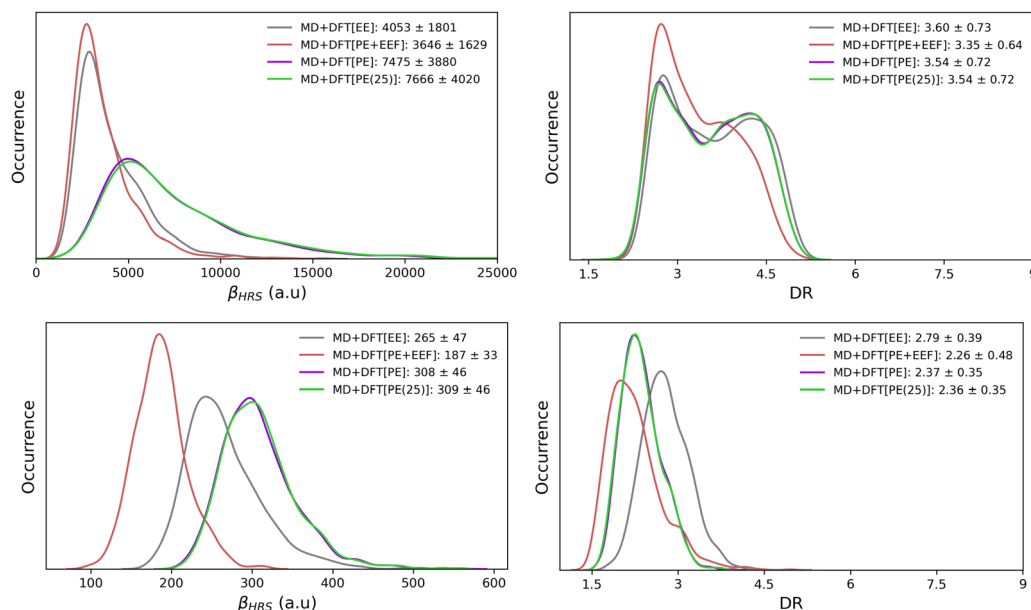 MD+DFT[EE]: 4053 ± 1801
MD+DFT[PE+EEF]: 3646 ± 1629
MD+DFT[PE]: 7475 ± 3880
MD+DFT[PE(25)]: 7666 ± 4020
Occurrence
0 5000 10000 15000 20000 25000
β_HRS (a.u)
MD+DFT[EE]: 3.60 ± 0.73
MD+DFT[PE+EEF]: 3.35 ± 0.64
MD+DFT[PE]: 3.54 ± 0.72
MD+DFT[PE(25)]: 3.54 ± 0.72
Occurrence
1.5 3 4.5 6 7.5 9
DR
MD+DFT[EE]: 265 ± 47
MD+DFT[PE+EEF]: 187 ± 33
MD+DFT[PE]: 308 ± 46
MD+DFT[PE(25)]: 309 ± 46
Occurrence
100 200 300 400 500 600
β_HRS (a.u)
MD+DFT[EE]: 2.79 ± 0.39
MD+DFT[PE+EEF]: 2.26 ± 0.48
MD+DFT[PE]: 2.37 ± 0.35
MD+DFT[PE(25)]: 2.36 ± 0.35
Occurrence
1.5 3 4.5 6 7.5 9
DR